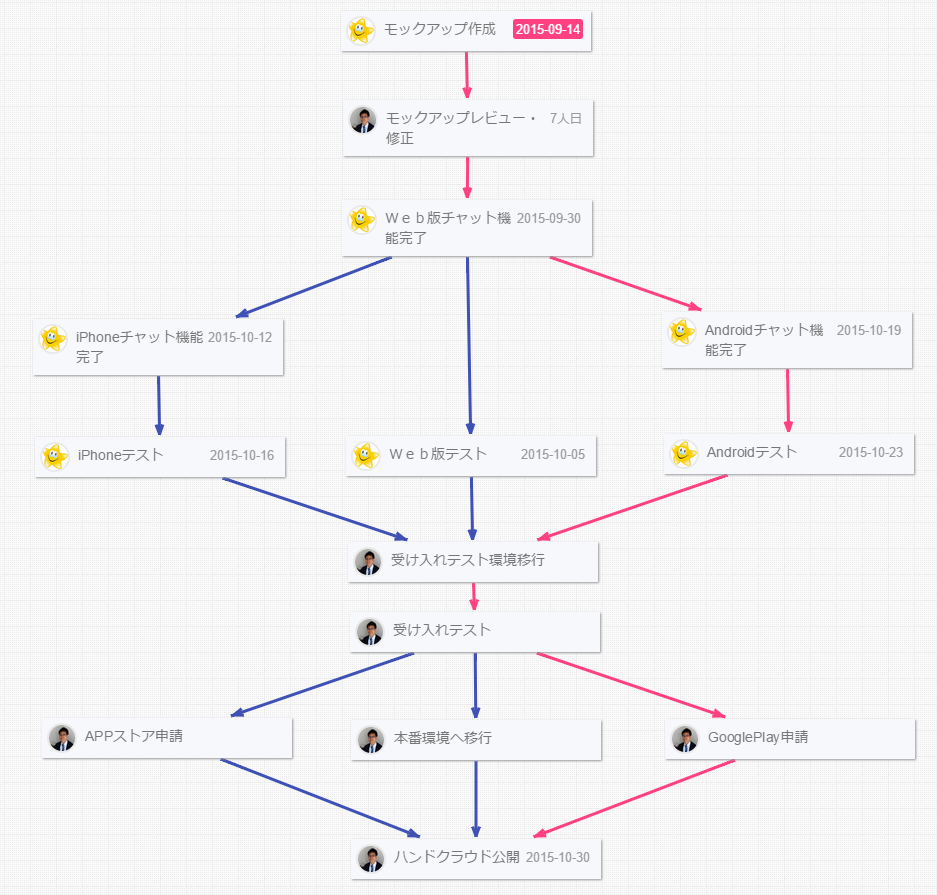 モックアップ作成 2015-09-14
モックアップレビュー・ 7人日
修正
Ｗｅｂ版チャット機 2015-09-30
能完了
iPhoneチャット機能 2015-10-12
完了
Androidチャット機 2015-10-19
能完了
iPhoneテスト 2015-10-16
Ｗｅｂ版テスト 2015-10-05
Androidテスト 2015-10-23
受け入れテスト環境移行
受け入れテスト
APPストア申請
本番環境へ移行
GooglePlay申請
ハンドクラウド公開 2015-10-30